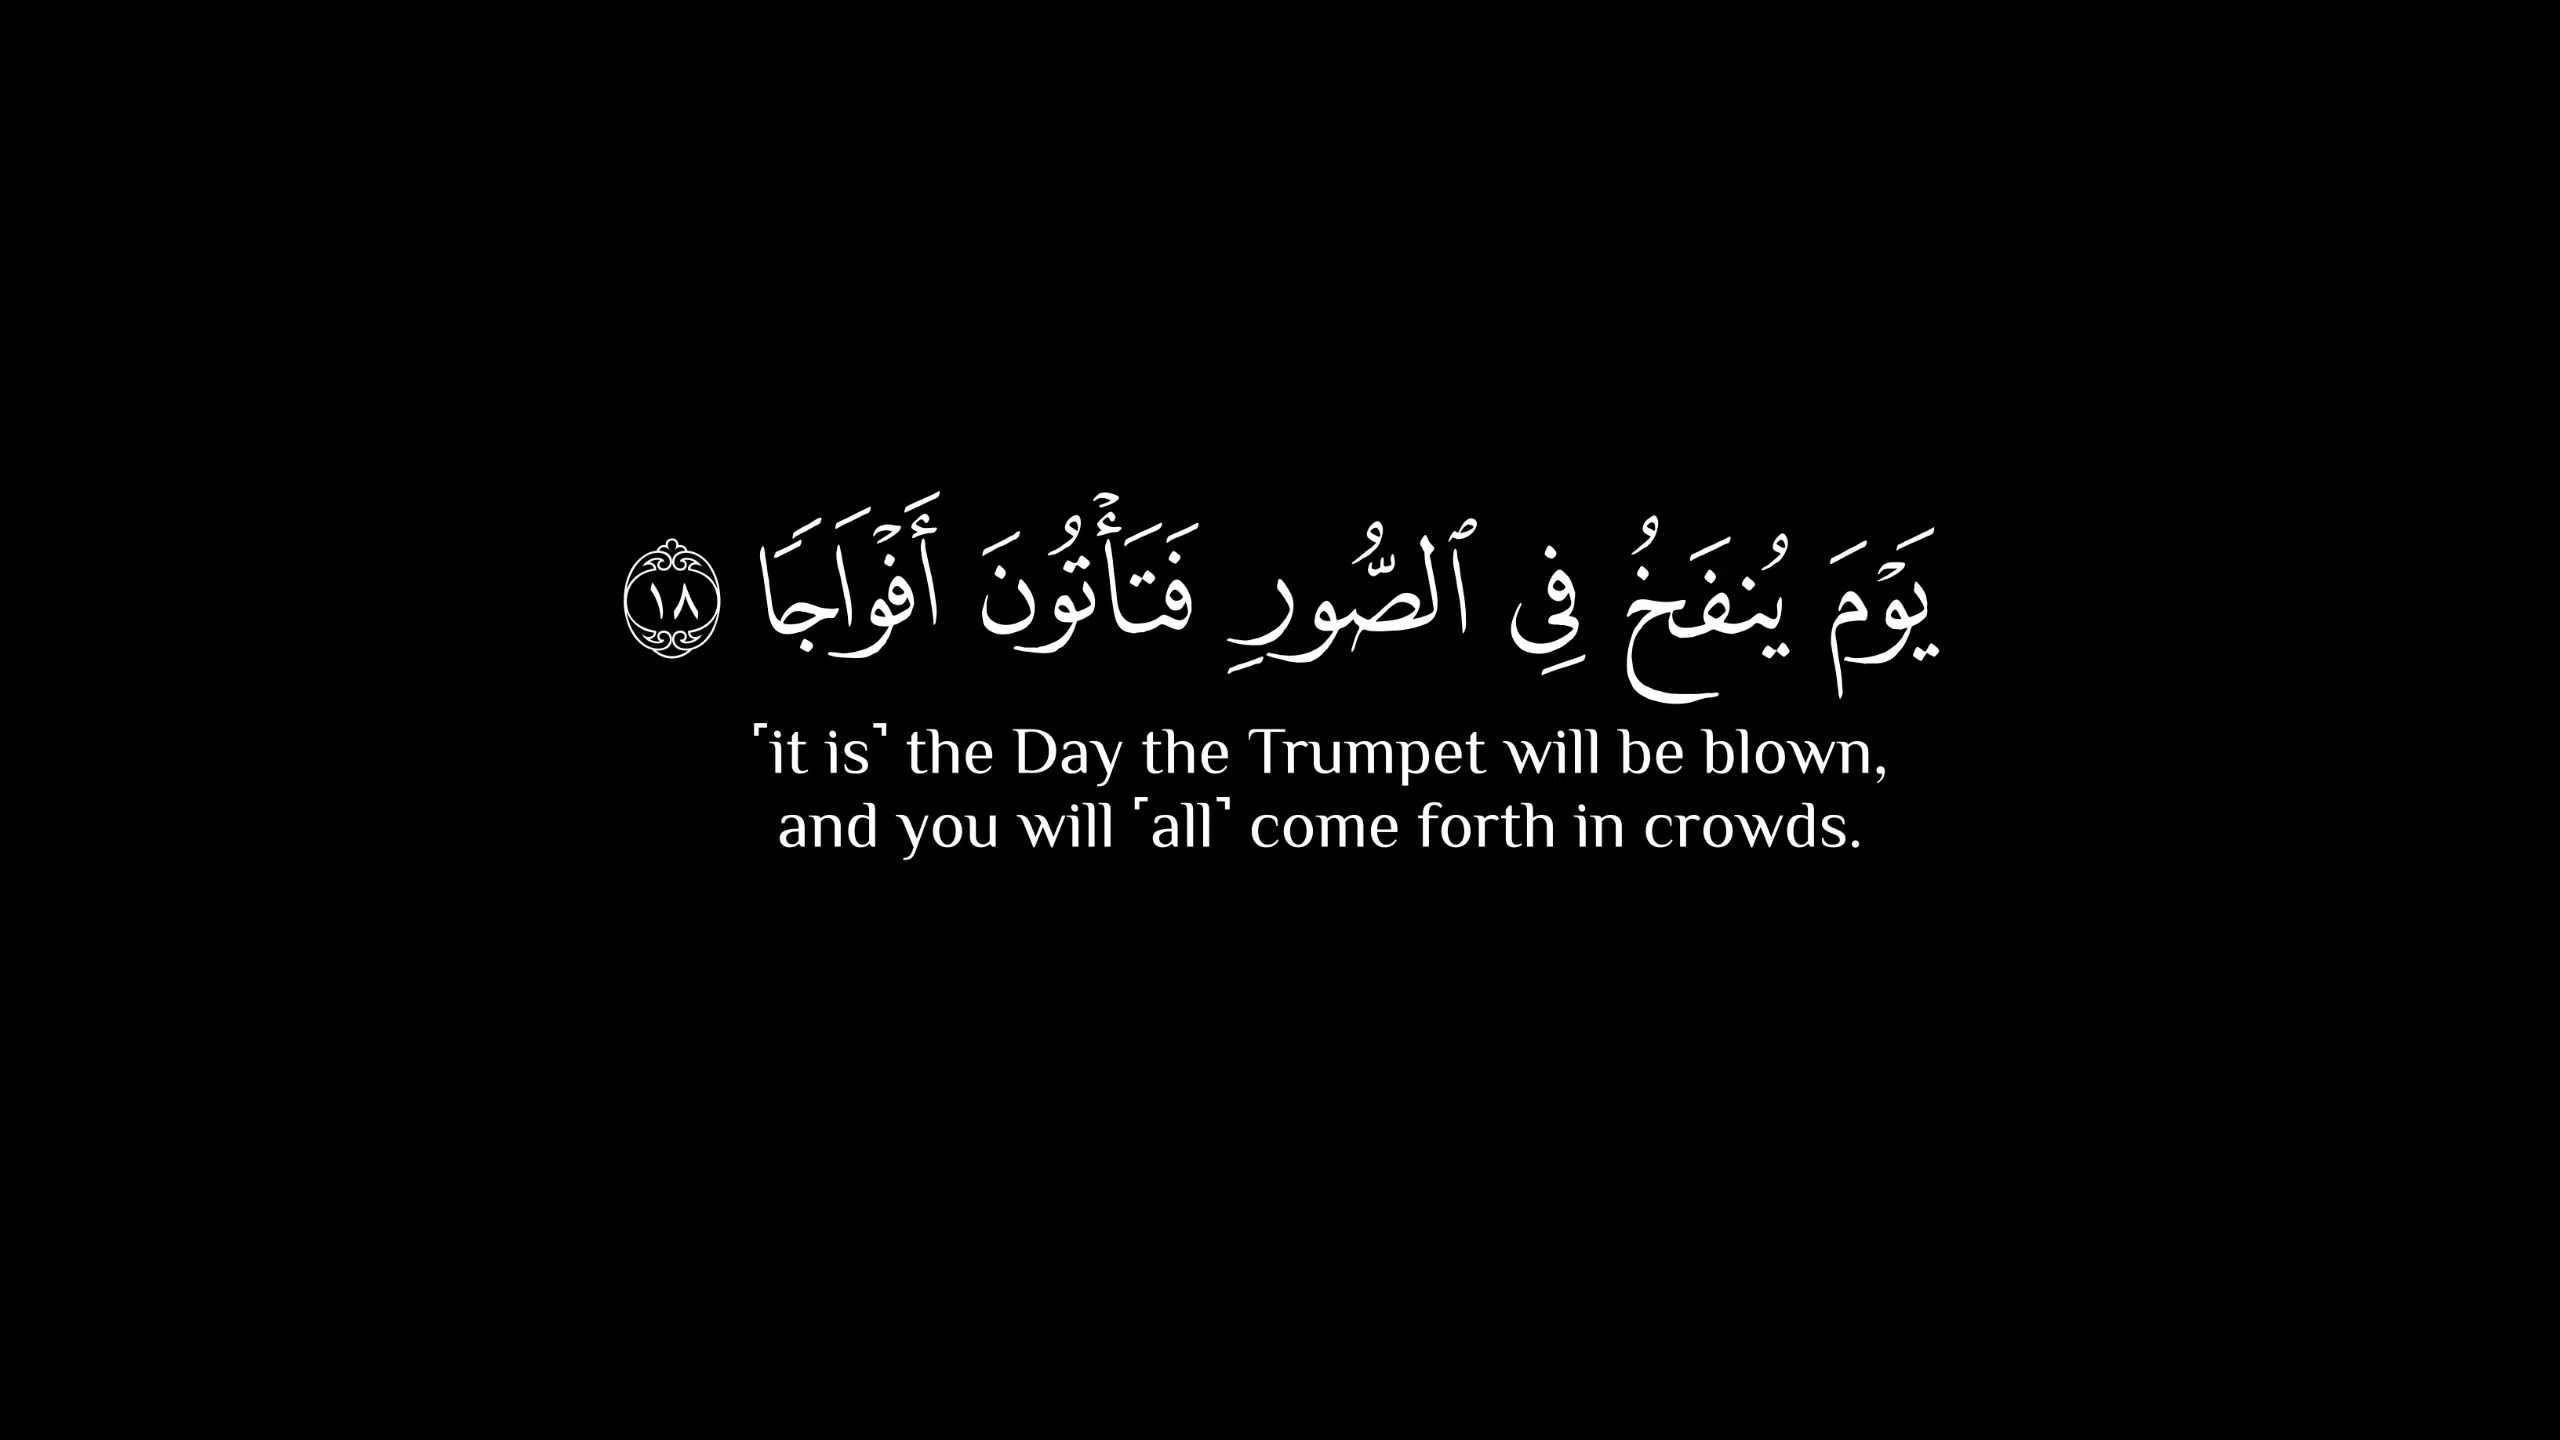 يَوْمَ يُنفَخُ فِى ٱلصُّورِ فَتَأْتُونَ أَفْوَاجًا ١٨
⸢it is⸣ the Day the Trumpet will be blown,
and you will ⸢all⸣ come forth in crowds.